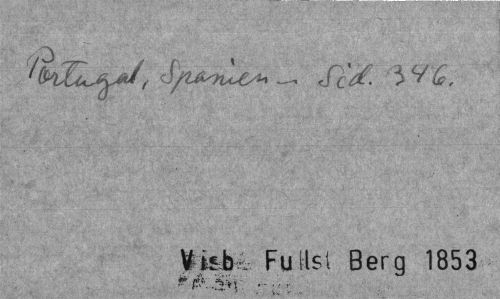 Portugal, Spanien – Sid. 346.
Visb. Fullst Berg 1853